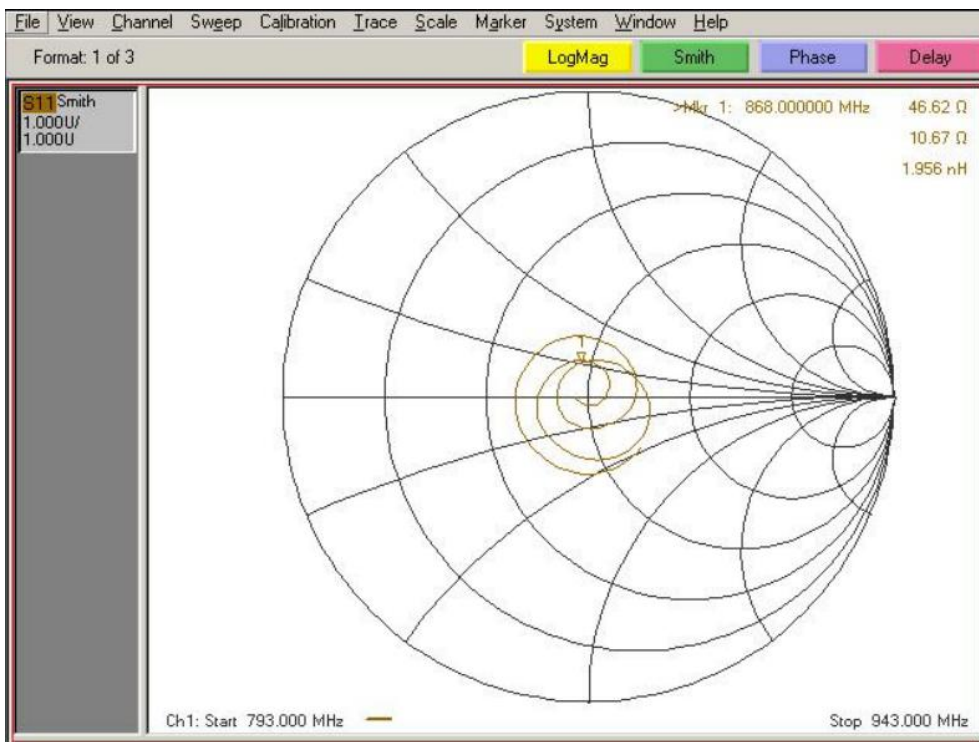 File View Channel Sweep Calibration Trace Scale Marker System Window Help
Format: 1 of 3 LogMag Smith Phase Delay
S11 Smith
1.000U/
1.000U
>Mkr 1: 868.000000 MHz 46.62 Ω
10.67 Ω
1.956 nH
1
Ch1: Start 793.000 MHz Stop 943.000 MHz